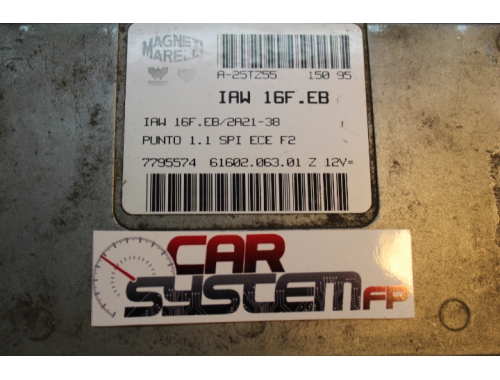 MAGNETI
MARELLI
A-25TZ55 150 95
IAW 16F.EB
IAW 16F.EB/2A21-38
PUNTO 1.1 SPI ECE F2
7795574 61602.063.01 Z 12V=
CAR
SYSTEM FP